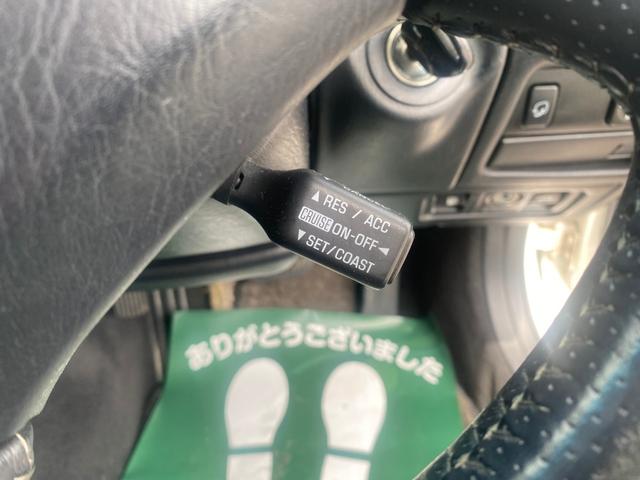 ▲ RES / ACC
CRUISE ON-OFF ◄
▼ SET/COAST
ありがとうございました